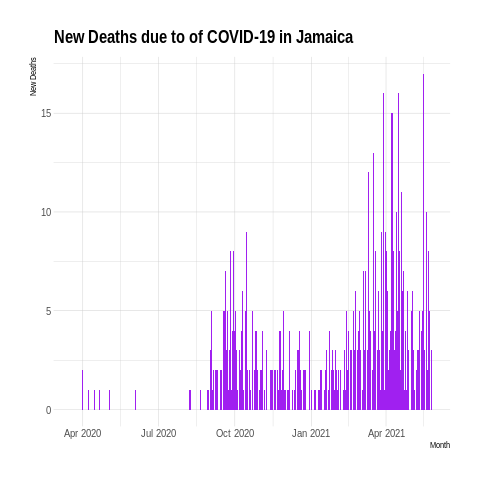 New Deaths due to of COVID-19 in Jamaica
New Deaths
15
10
5
0
Apr 2020 Jul 2020 Oct 2020 Jan 2021 Apr 2021
Month